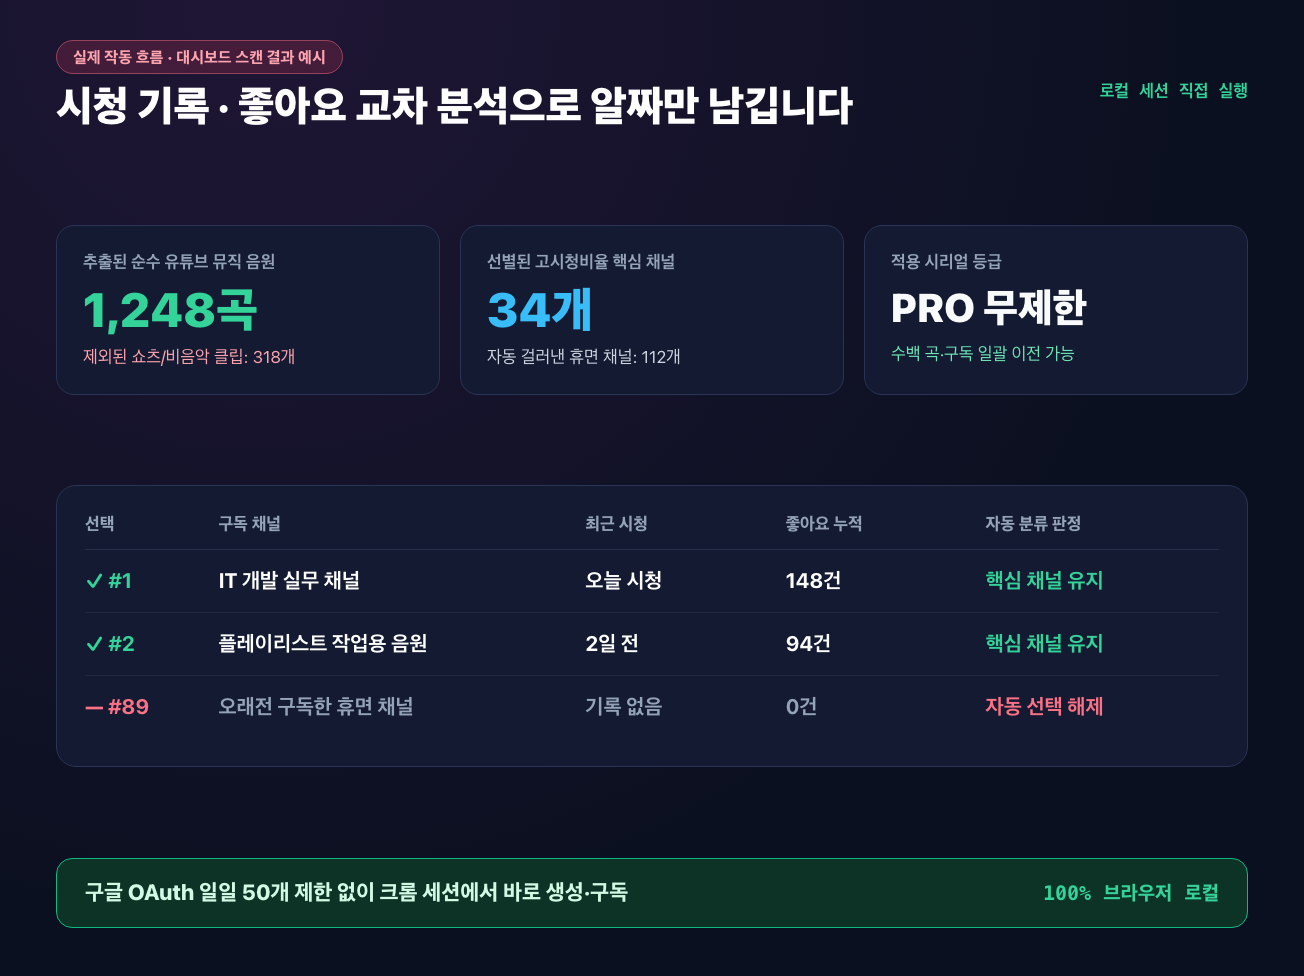 실제 작동 흐름 · 대시보드 스캔 결과 예시
시청 기록 · 좋아요 교차 분석으로 알짜만 남깁니다
로컬 세션 직접 실행
추출된 순수 유튜브 뮤직 음원
1,248곡
제외된 쇼츠/비음악 클립: 318개
선별된 고시청비율 핵심 채널
34개
자동 걸러낸 휴면 채널: 112개
적용 시리얼 등급
PRO 무제한
수백 곡·구독 일괄 이전 가능
선택 구독 채널 최근 시청 좋아요 누적 자동 분류 판정
✓ #1 IT 개발 실무 채널 오늘 시청 148건 핵심 채널 유지
✓ #2 플레이리스트 작업용 음원 2일 전 94건 핵심 채널 유지
— #89 오래전 구독한 휴면 채널 기록 없음 0건 자동 선택 해제
구글 OAuth 일일 50개 제한 없이 크롬 세션에서 바로 생성·구독
100% 브라우저 로컬